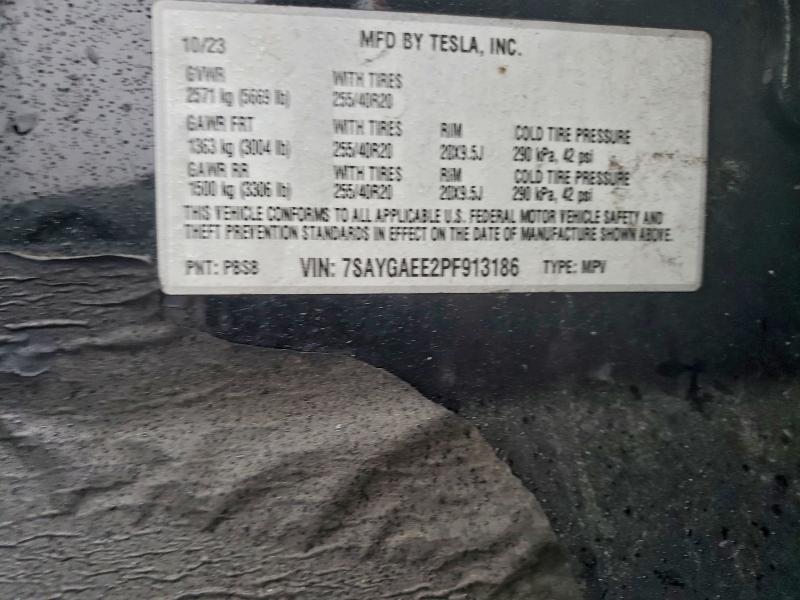 10/23 MFD BY TESLA, INC.
GVWR WITH TIRES
2571 kg (5669 lb) 255/40R20
GAWR FRT WITH TIRES RIM COLD TIRE PRESSURE
1363 kg (3004 lb) 255/40R20 20X9.5J 290 kPa, 42 psi
GAWR RR WITH TIRES RIM COLD TIRE PRESSURE
1500 kg (3306 lb) 255/40R20 20X9.5J 290 kPa, 42 psi
THIS VEHICLE CONFORMS TO ALL APPLICABLE U.S. FEDERAL MOTOR VEHICLE SAFETY AND
THEFT PREVENTION STANDARDS IN EFFECT ON THE DATE OF MANUFACTURE SHOWN ABOVE.
PNT: PBSB VIN: 7SAYGAEE2PF913186 TYPE: MPV